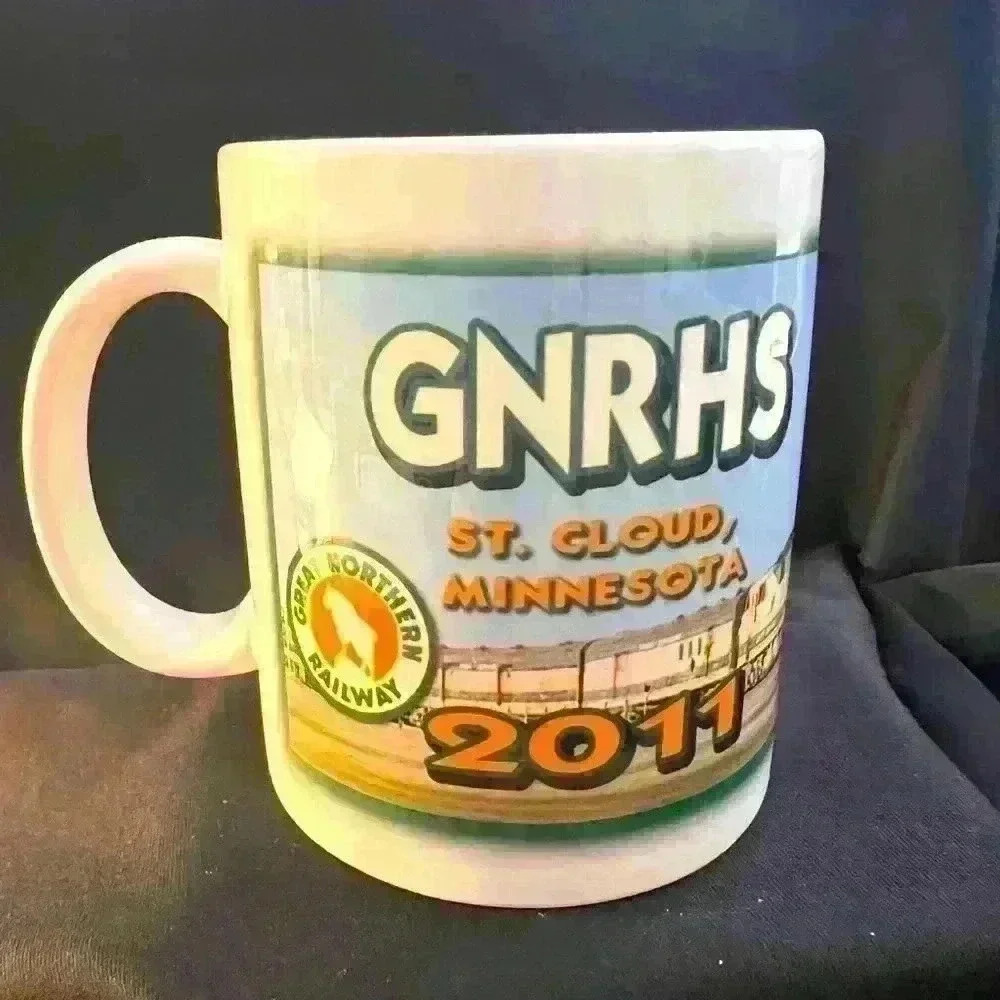 GNRHS
ST. CLOUD,
MINNESOTA
GREAT NORTHERN
RAILWAY
2011